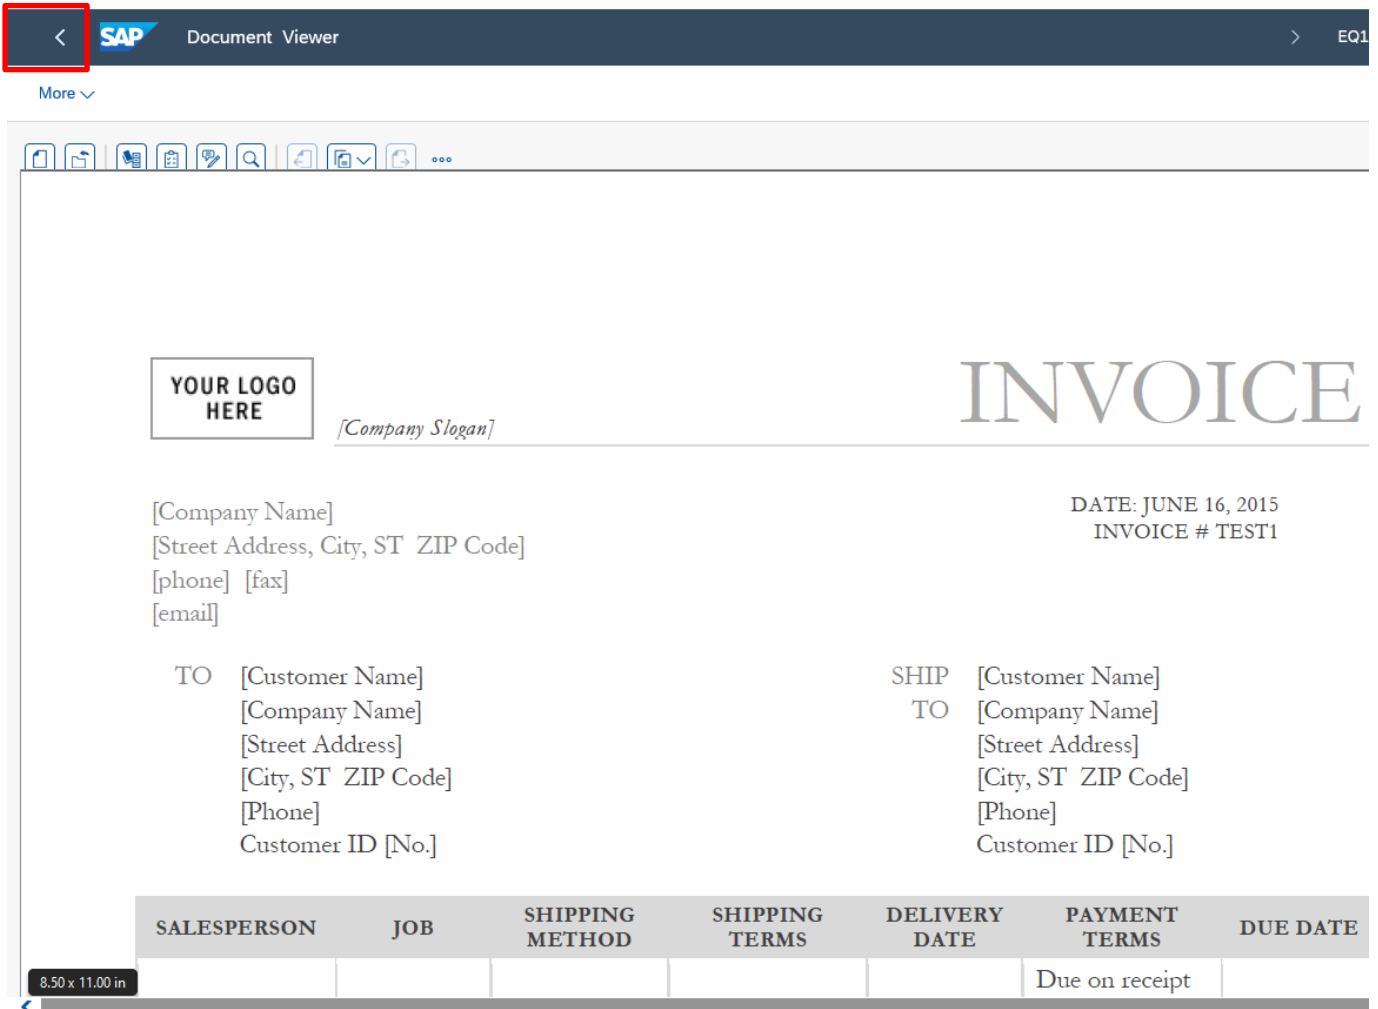 SAP Document Viewer EQ1
More
YOUR LOGO
HERE
[Company Slogan]
INVOICE
[Company Name]
[Street Address, City, ST ZIP Code]
[phone] [fax]
[email]
DATE: JUNE 16, 2015
INVOICE # TEST1
TO [Customer Name]
[Company Name]
[Street Address]
[City, ST ZIP Code]
[Phone]
Customer ID [No.]
SHIP TO [Customer Name]
[Company Name]
[Street Address]
[City, ST ZIP Code]
[Phone]
Customer ID [No.]
SALESPERSON JOB SHIPPING METHOD SHIPPING TERMS DELIVERY DATE PAYMENT TERMS DUE DATE
Due on receipt
8.50 x 11.00 in